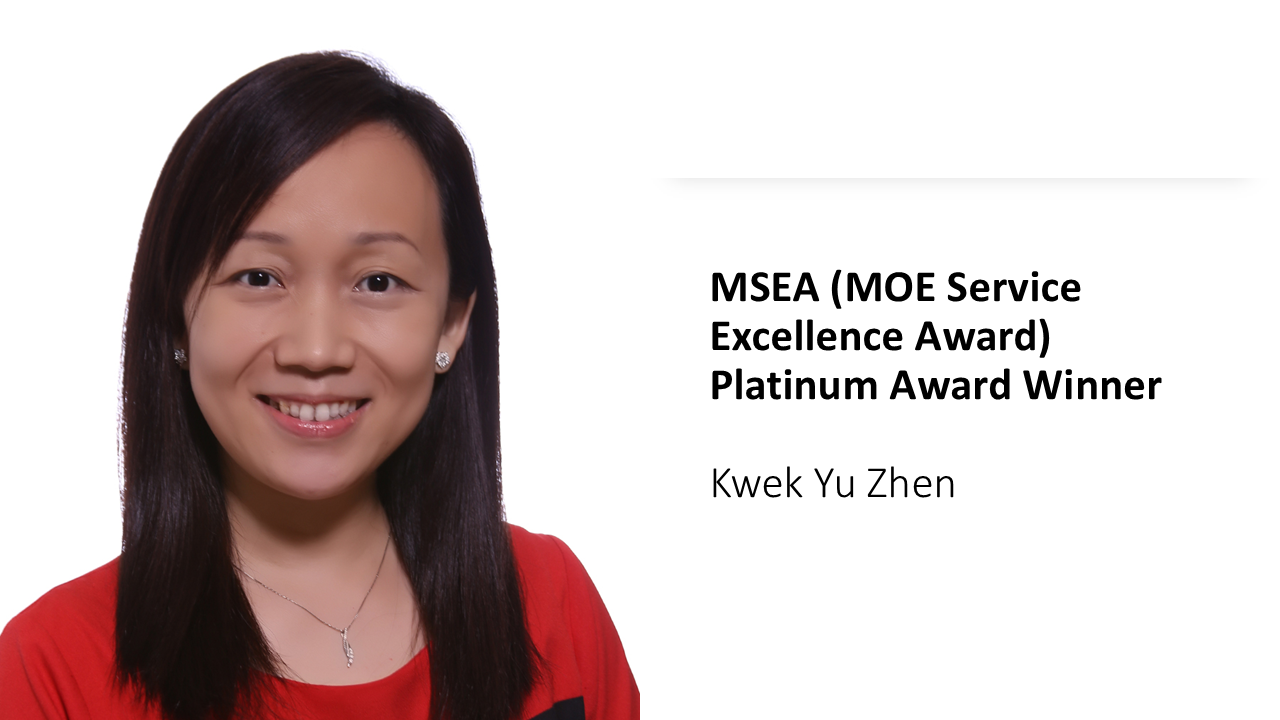 MSEA (MOE Service
Excellence Award)
Platinum Award Winner
Kwek Yu Zhen